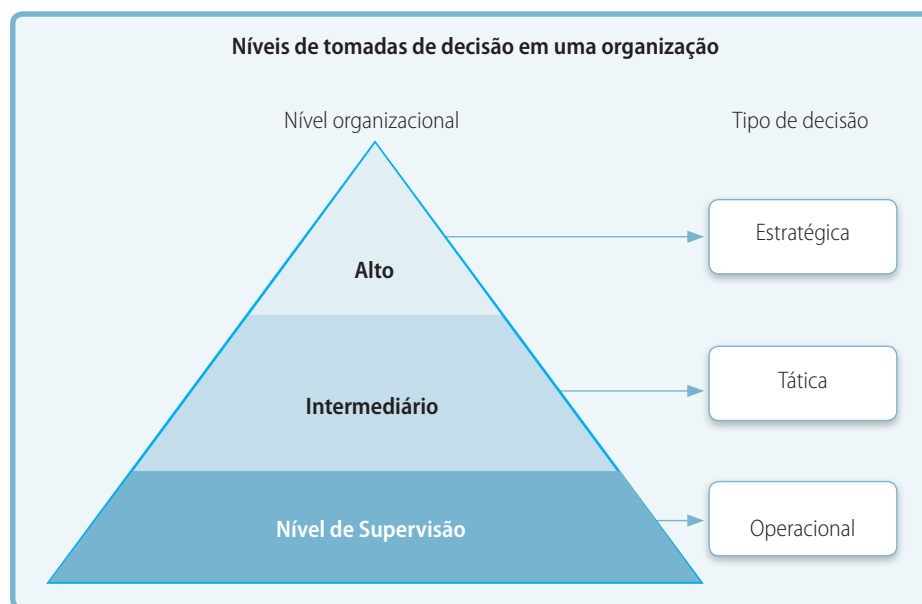 Níveis de tomadas de decisão em uma organização
Nível organizacional
Tipo de decisão
Estratégica
Alto
Tática
Intermediário
Nível de Supervisão
Operacional